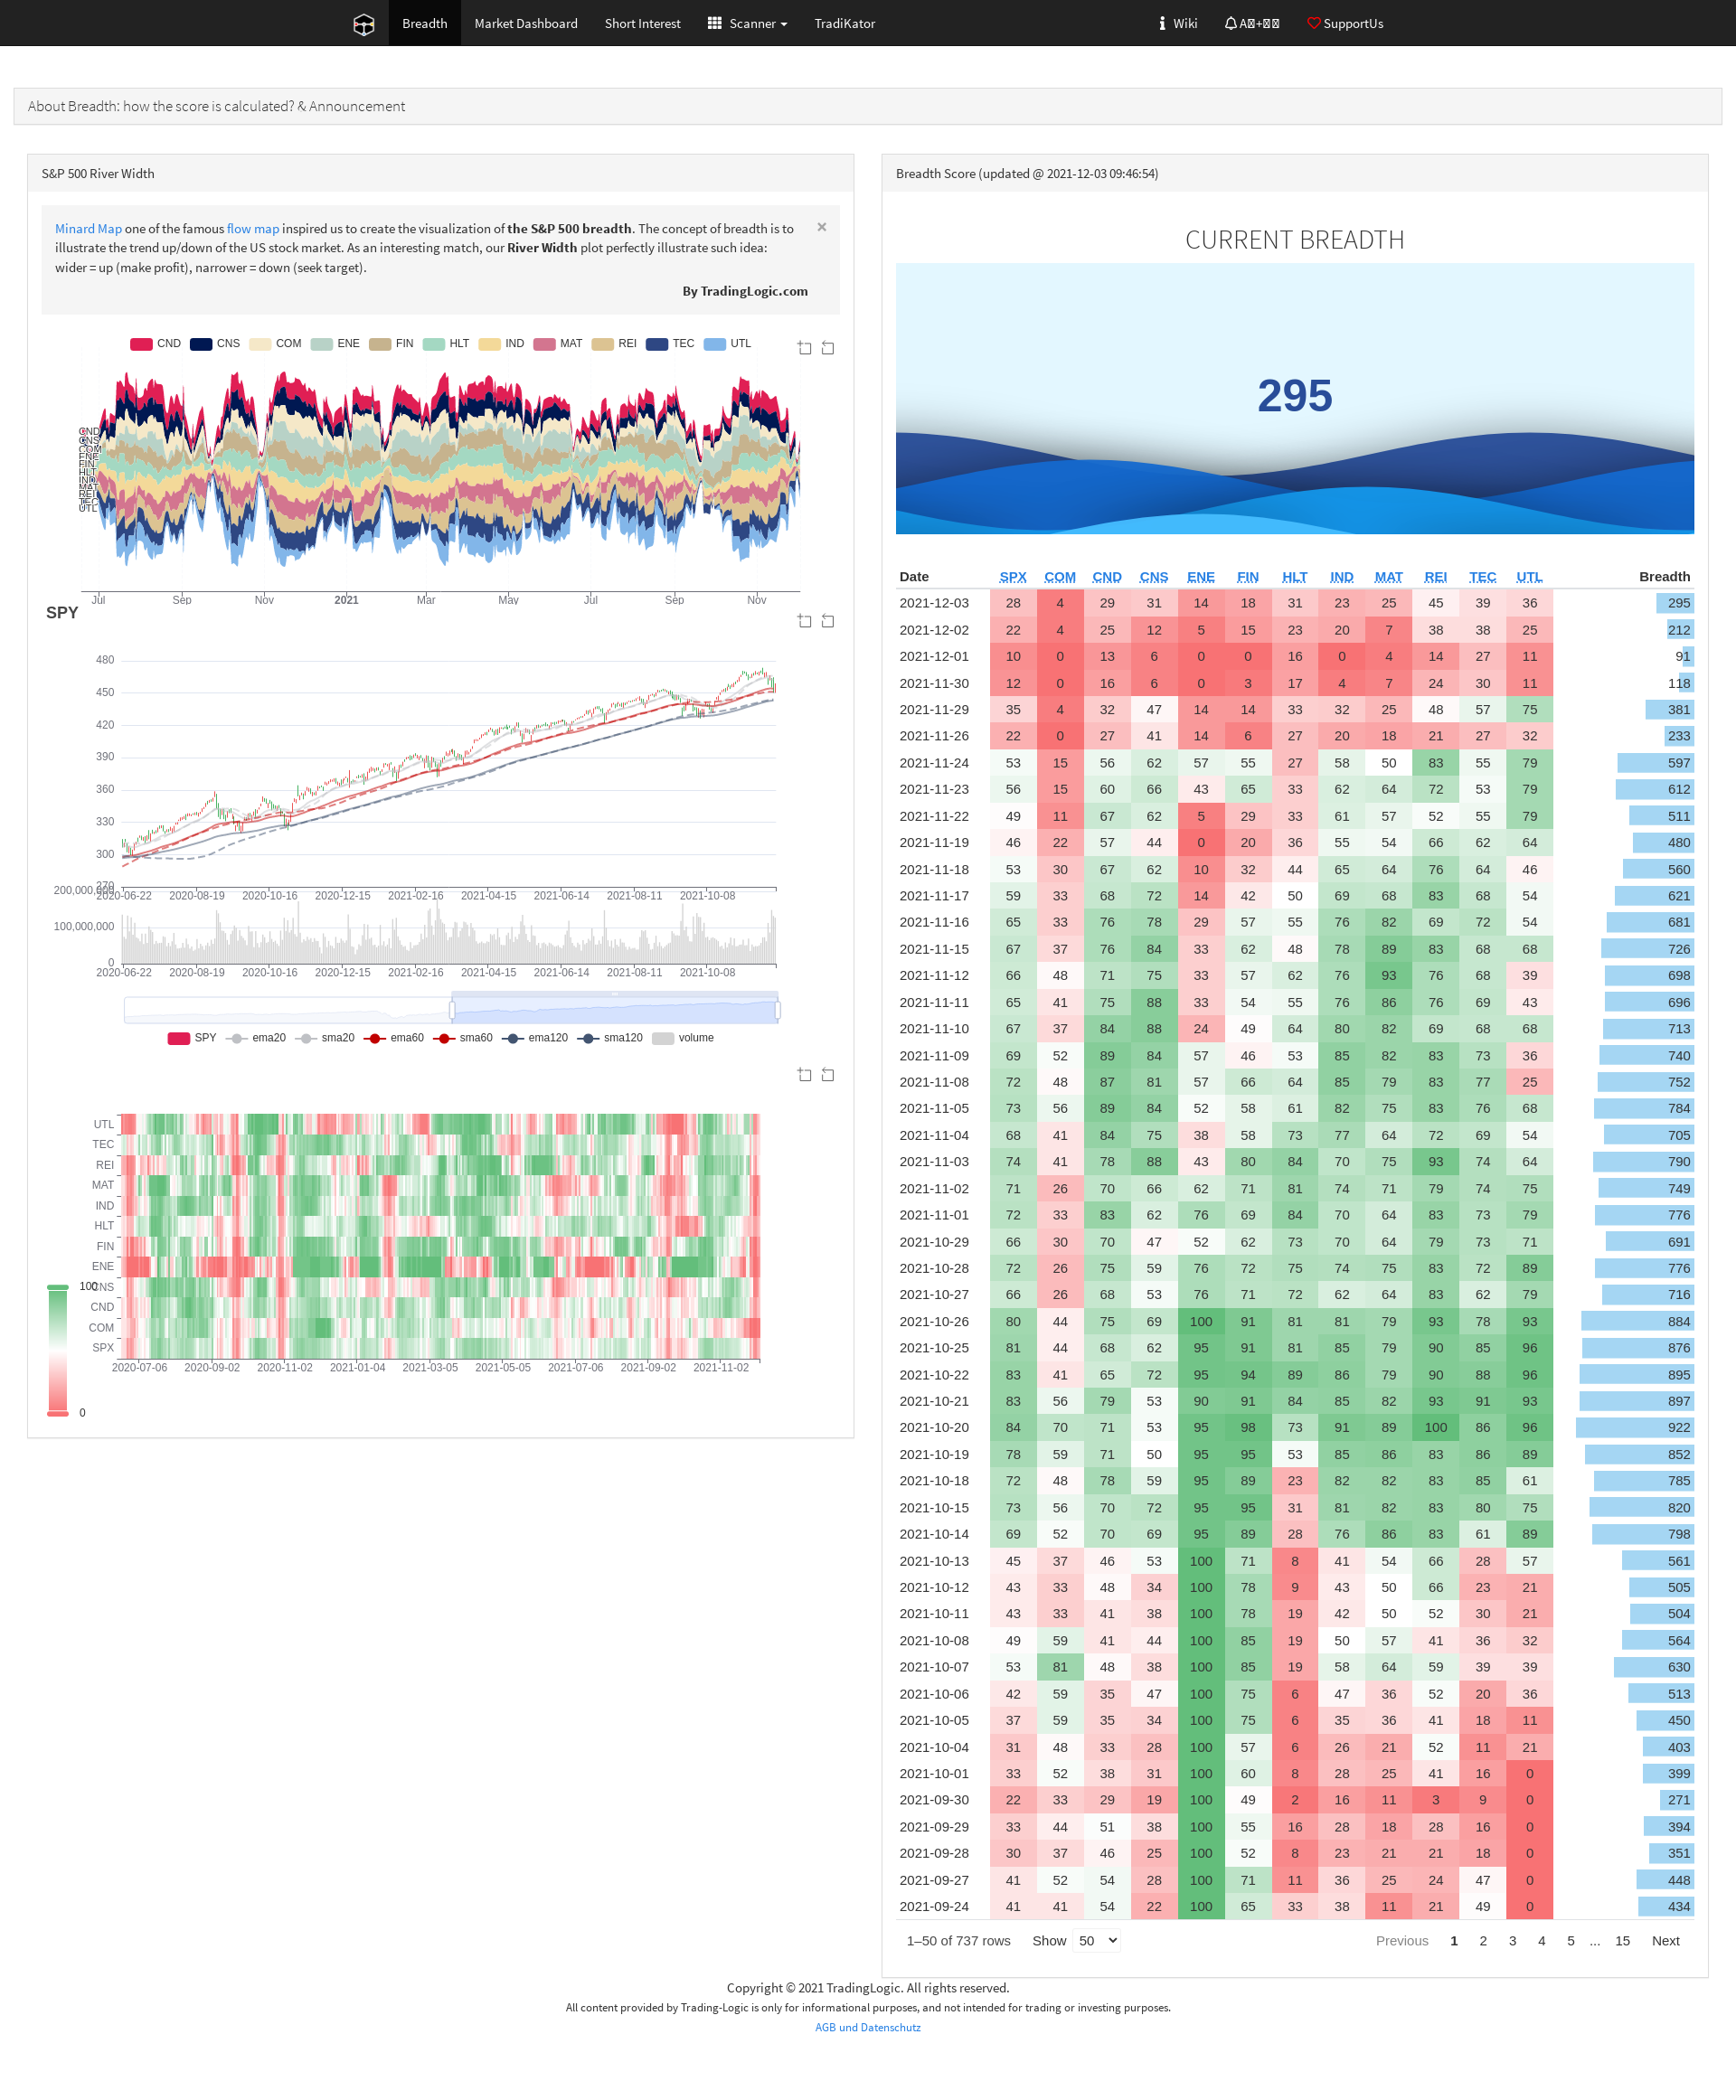 Breadth Market Dashboard Short Interest Scanner TradiKator Wiki SupportUs
About Breadth: how the score is calculated? & Announcement
S&P 500 River Width
Minard Map one of the famous flow map inspired us to create the visualization of the S&P 500 breadth. The concept of breadth is to
illustrate the trend up/down of the US stock market. As an interesting match, our River Width plot perfectly illustrate such idea:
wider = up (make profit), narrower = down (seek target).
×
By TradingLogic.com
CND CNS COM ENE FIN HLT IND MAT REI TEC UTL
CND
CNS
COM
ENE
FIN
HLT
IND
MAT
REI
TEC
UTL
Jul Sep Nov 2021 Mar May Jul Sep Nov
SPY
480
450
420
390
360
330
300
270
2020-06-22 2020-08-19 2020-10-16 2020-12-15 2021-02-16 2021-04-15 2021-06-14 2021-08-11 2021-10-08
200,000,000
100,000,000
0
2020-06-22 2020-08-19 2020-10-16 2020-12-15 2021-02-16 2021-04-15 2021-06-14 2021-08-11 2021-10-08
SPY ema20 sma20 ema60 sma60 ema120 sma120 volume
UTL
TEC
REI
MAT
IND
HLT
FIN
ENE
CNS
CND
COM
SPX
2020-07-06 2020-09-02 2020-11-02 2021-01-04 2021-03-05 2021-05-05 2021-07-06 2021-09-02 2021-11-02
100
0
Breadth Score (updated @ 2021-12-03 09:46:54)
CURRENT BREADTH
295
Date SPX COM CND CNS ENE FIN HLT IND MAT REI TEC UTL Breadth
2021-12-03 28 4 29 31 14 18 31 23 25 45 39 36 295
2021-12-02 22 4 25 12 5 15 23 20 7 38 38 25 212
2021-12-01 10 0 13 6 0 0 16 0 4 14 27 11 91
2021-11-30 12 0 16 6 0 3 17 4 7 24 30 11 118
2021-11-29 35 4 32 47 14 14 33 32 25 48 57 75 381
2021-11-26 22 0 27 41 14 6 27 20 18 21 27 32 233
2021-11-24 53 15 56 62 57 55 27 58 50 83 55 79 597
2021-11-23 56 15 60 66 43 65 33 62 64 72 53 79 612
2021-11-22 49 11 67 62 5 29 33 61 57 52 55 79 511
2021-11-19 46 22 57 44 0 20 36 55 54 66 62 64 480
2021-11-18 53 30 67 62 10 32 44 65 64 76 64 46 560
2021-11-17 59 33 68 72 14 42 50 69 68 83 68 54 621
2021-11-16 65 33 76 78 29 57 55 76 82 69 72 54 681
2021-11-15 67 37 76 84 33 62 48 78 89 83 68 68 726
2021-11-12 66 48 71 75 33 57 62 76 93 76 68 39 698
2021-11-11 65 41 75 88 33 54 55 76 86 76 69 43 696
2021-11-10 67 37 84 88 24 49 64 80 82 69 68 68 713
2021-11-09 69 52 89 84 57 46 53 85 82 83 73 36 740
2021-11-08 72 48 87 81 57 66 64 85 79 83 77 25 752
2021-11-05 73 56 89 84 52 58 61 82 75 83 76 68 784
2021-11-04 68 41 84 75 38 58 73 77 64 72 69 54 705
2021-11-03 74 41 78 88 43 80 84 70 75 93 74 64 790
2021-11-02 71 26 70 66 62 71 81 74 71 79 74 75 749
2021-11-01 72 33 83 62 76 69 84 70 64 83 73 79 776
2021-10-29 66 30 70 47 52 62 73 70 64 79 73 71 691
2021-10-28 72 26 75 59 76 72 75 74 75 83 72 89 776
2021-10-27 66 26 68 53 76 71 72 62 64 83 62 79 716
2021-10-26 80 44 75 69 100 91 81 81 79 93 78 93 884
2021-10-25 81 44 68 62 95 91 81 85 79 90 85 96 876
2021-10-22 83 41 65 72 95 94 89 86 79 90 88 96 895
2021-10-21 83 56 79 53 90 91 84 85 82 93 91 93 897
2021-10-20 84 70 71 53 95 98 73 91 89 100 86 96 922
2021-10-19 78 59 71 50 95 95 53 85 86 83 86 89 852
2021-10-18 72 48 78 59 95 89 23 82 82 83 85 61 785
2021-10-15 73 56 70 72 95 95 31 81 82 83 80 75 820
2021-10-14 69 52 70 69 95 89 28 76 86 83 61 89 798
2021-10-13 45 37 46 53 100 71 8 41 54 66 28 57 561
2021-10-12 43 33 48 34 100 78 9 43 50 66 23 21 505
2021-10-11 43 33 41 38 100 78 19 42 50 52 30 21 504
2021-10-08 49 59 41 44 100 85 19 50 57 41 36 32 564
2021-10-07 53 81 48 38 100 85 19 58 64 59 39 39 630
2021-10-06 42 59 35 47 100 75 6 47 36 52 20 36 513
2021-10-05 37 59 35 34 100 75 6 35 36 41 18 11 450
2021-10-04 31 48 33 28 100 57 6 26 21 52 11 21 403
2021-10-01 33 52 38 31 100 60 8 28 25 41 16 0 399
2021-09-30 22 33 29 19 100 49 2 16 11 3 9 0 271
2021-09-29 33 44 51 38 100 55 16 28 18 28 16 0 394
2021-09-28 30 37 46 25 100 52 8 23 21 21 18 0 351
2021-09-27 41 52 54 28 100 71 11 36 25 24 47 0 448
2021-09-24 41 41 54 22 100 65 33 38 11 21 49 0 434
1–50 of 737 rows Show 50 Previous 1 2 3 4 5 ... 15 Next
Copyright © 2021 TradingLogic. All rights reserved.
All content provided by Trading-Logic is only for informational purposes, and not intended for trading or investing purposes.
AGB und Datenschutz